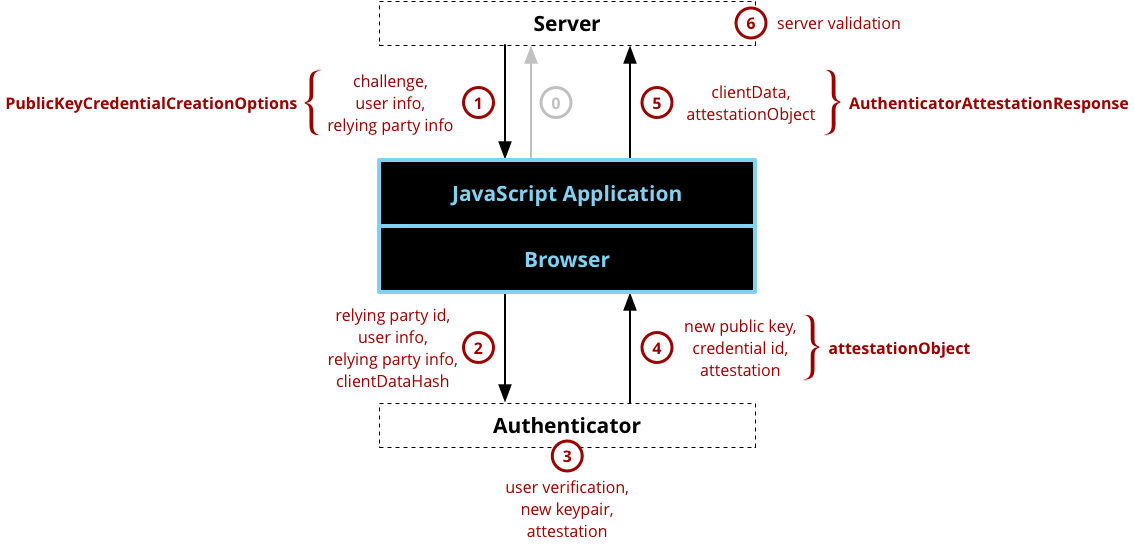 Server
6
server validation
PublicKeyCredentialCreationOptions
challenge,
user info,
relying party info
1
0
5
clientData,
attestationObject
AuthenticatorAttestationResponse
JavaScript Application
Browser
relying party id,
user info,
relying party info,
clientDataHash
2
4
new public key,
credential id,
attestation
attestationObject
Authenticator
3
user verification,
new keypair,
attestation